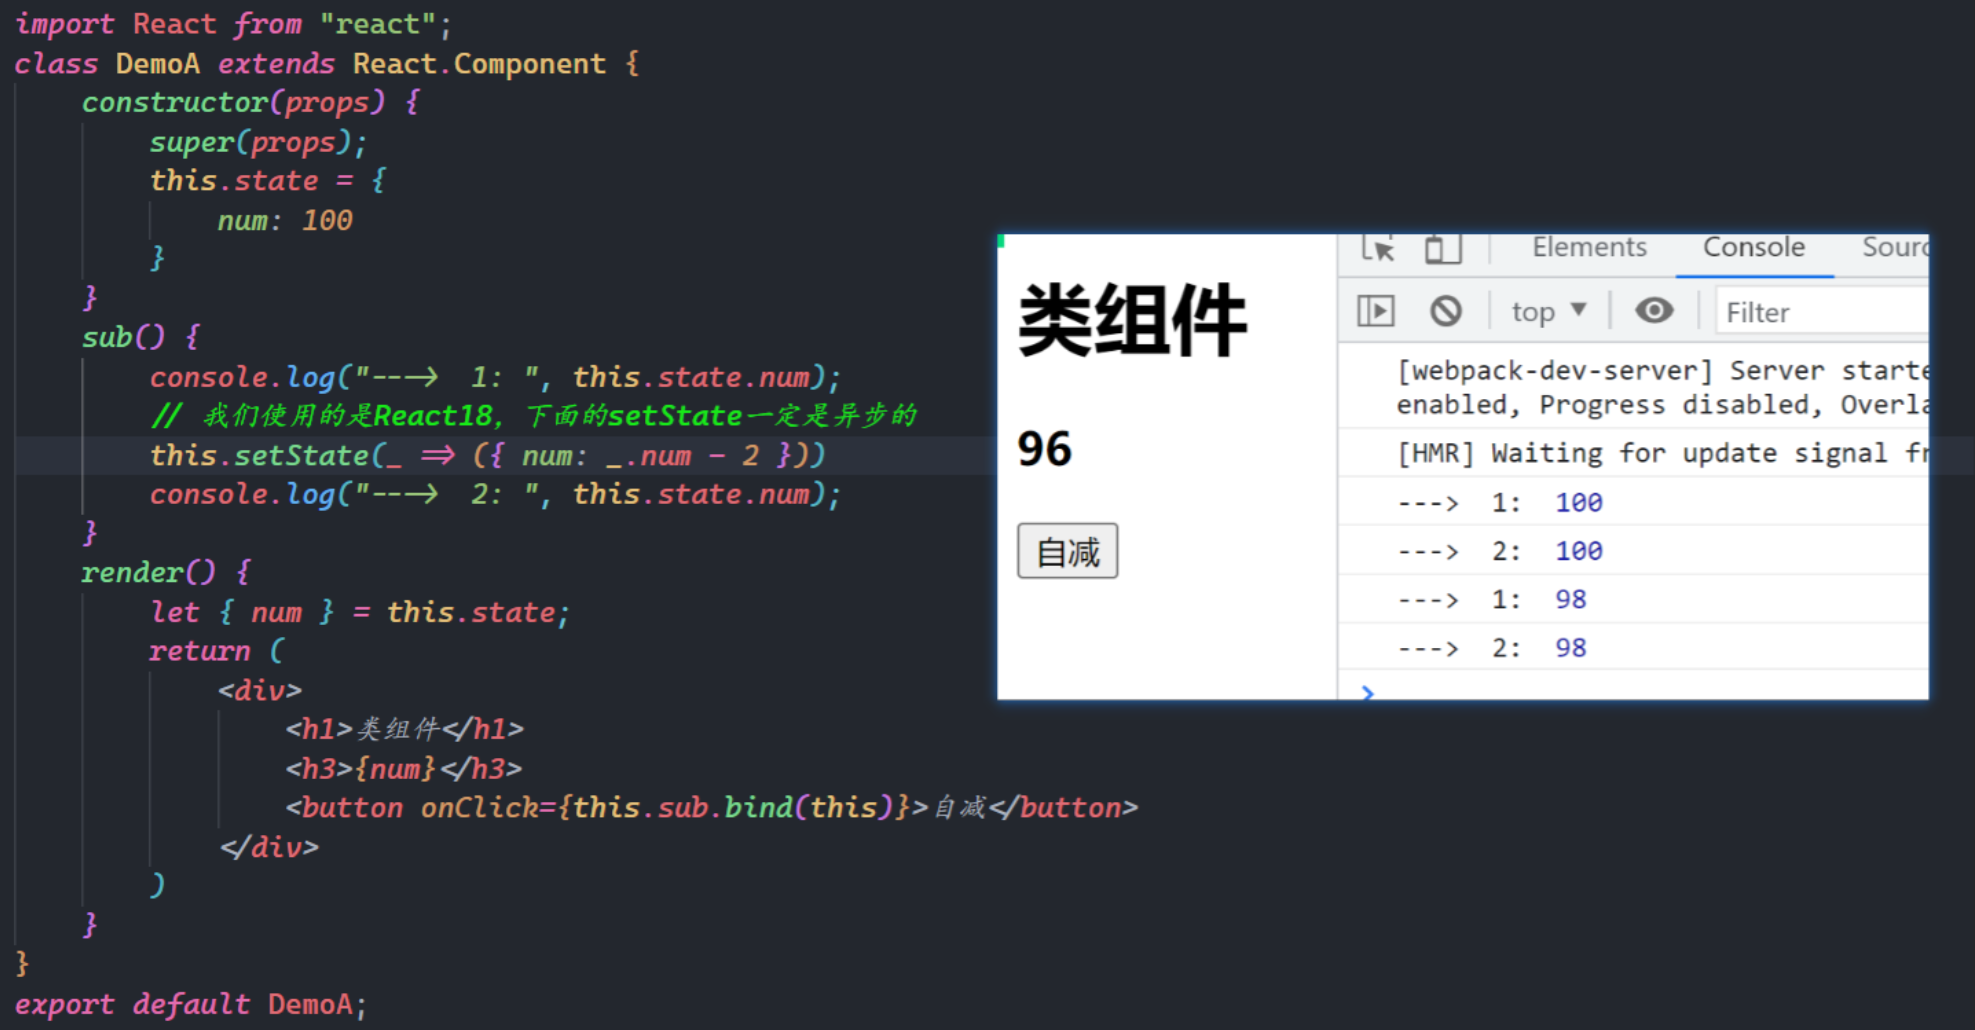 import React from "react";
class DemoA extends React.Component {
constructor(props) {
super(props);
this.state = {
num: 100
}
}
sub() {
console.log("---> 1: ", this.state.num);
// 我们使用的是React18，下面的setState一定是异步的
this.setState(_ => ({ num: _.num - 2 }))
console.log("---> 2: ", this.state.num);
}
render() {
let { num } = this.state;
return (
<div>
<h1>类组件</h1>
<h3>{num}</h3>
<button onClick={this.sub.bind(this)}>自减</button>
</div>
)
}
}
export default DemoA;
类组件
96
自减
Elements Console Sourc
top ▼ Filter
[webpack-dev-server] Server starte
enabled, Progress disabled, Overla
[HMR] Waiting for update signal fr
---> 1: 100
---> 2: 100
---> 1: 98
---> 2: 98
>